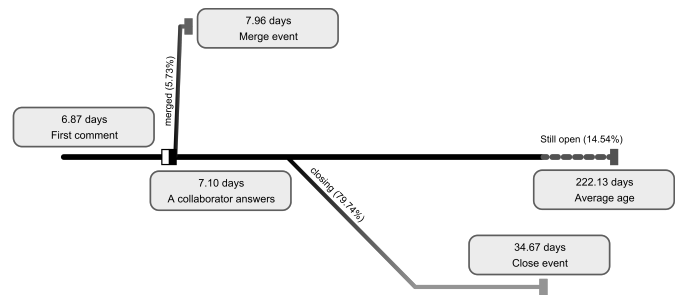 7.96 days
Merge event
merged (5.73%)
6.87 days
First comment
Still open (14.54%)
7.10 days
A collaborator answers
closing (79.74%)
222.13 days
Average age
34.67 days
Close event